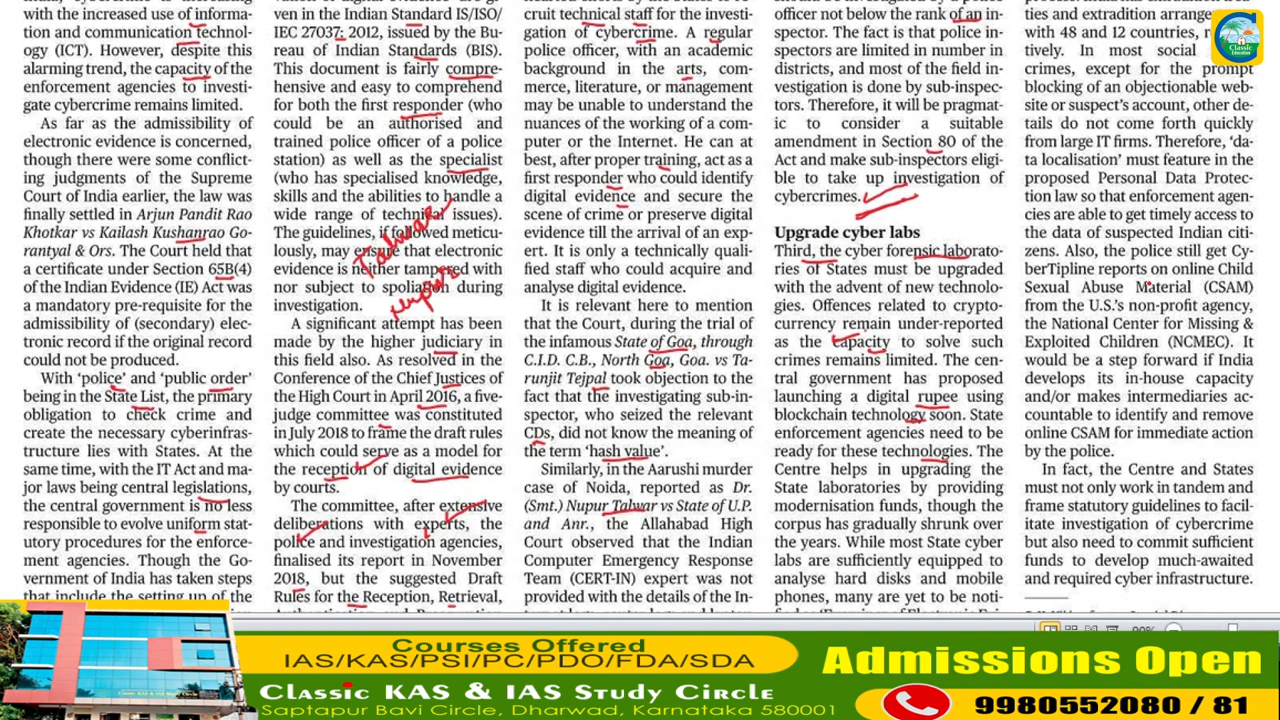 with the increased use of informa-
tion and communication technol-
ogy (ICT). However, despite this
alarming trend, the capacity of the
enforcement agencies to investi-
gate cybercrime remains limited.
As far as the admissibility of
electronic evidence is concerned,
though there were some conflict-
ing judgments of the Supreme
Court of India earlier, the law was
finally settled in Arjun Pandit Rao
Khotkar vs Kailash Kushanrao Go-
rantyal & Ors. The Court held that
a certificate under Section 65B(4)
of the Indian Evidence (IE) Act was
a mandatory pre-requisite for the
admissibility of (secondary) elec-
tronic record if the original record
could not be produced.
With ‘police’ and ‘public order’
being in the State List, the primary
obligation to check crime and
create the necessary cyberinfras-
tructure lies with States. At the
same time, with the IT Act and ma-
jor laws being central legislations,
the central government is no less
responsible to evolve uniform stat-
utory procedures for the enforce-
ment agencies. Though the Go-
vernment of India has taken steps
that include the setting up of the
ven in the Indian Standard IS/ISO/
IEC 27037: 2012, issued by the Bu-
reau of Indian Standards (BIS).
This document is fairly compre-
hensive and easy to comprehend
for both the first responder (who
could be an authorised and
trained police officer of a police
station) as well as the specialist
(who has specialised knowledge,
skills and the abilities to handle a
wide range of technical issues).
The guidelines, if followed meticu-
lously, may ensure that electronic
evidence is neither tampered with
nor subject to spoliation during
investigation.
Talwar
nupur
A significant attempt has been
made by the higher judiciary in
this field also. As resolved in the
Conference of the Chief Justices of
the High Court in April 2016, a five-
judge committee was constituted
in July 2018 to frame the draft rules
which could serve as a model for
the reception of digital evidence
by courts.
The committee, after extensive
deliberations with experts, the
police and investigation agencies,
finalised its report in November
2018, but the suggested Draft
Rules for the Reception, Retrieval,
cruit technical staff for the investi-
gation of cybercrime. A regular
police officer, with an academic
background in the arts, com-
merce, literature, or management
may be unable to understand the
nuances of the working of a com-
puter or the Internet. He can at
best, after proper training, act as a
first responder who could identify
digital evidence and secure the
scene of crime or preserve digital
evidence till the arrival of an exp-
ert. It is only a technically quali-
fied staff who could acquire and
analyse digital evidence.
It is relevant here to mention
that the Court, during the trial of
the infamous State of Goa, through
C.I.D. C.B., North Goa, Goa. vs Ta-
runjit Tejpal took objection to the
fact that the investigating sub-in-
spector, who seized the relevant
CDs, did not know the meaning of
the term ‘hash value’.
Similarly, in the Aarushi murder
case of Noida, reported as Dr.
(Smt.) Nupur Talwar vs State of U.P.
and Anr., the Allahabad High
Court observed that the Indian
Computer Emergency Response
Team (CERT-IN) expert was not
provided with the details of the In-
officer not below the rank of an in-
spector. The fact is that police in-
spectors are limited in number in
districts, and most of the field in-
vestigation is done by sub-inspec-
tors. Therefore, it will be pragmat-
ic to consider a suitable
amendment in Section 80 of the
Act and make sub-inspectors eligi-
ble to take up investigation of
cybercrimes.
Upgrade cyber labs
Third, the cyber forensic laborato-
ries of States must be upgraded
with the advent of new technolo-
gies. Offences related to crypto-
currency remain under-reported
as the capacity to solve such
crimes remains limited. The cen-
tral government has proposed
launching a digital rupee using
blockchain technology soon. State
enforcement agencies need to be
ready for these technologies. The
Centre helps in upgrading the
State laboratories by providing
modernisation funds, though the
corpus has gradually shrunk over
the years. While most State cyber
labs are sufficiently equipped to
analyse hard disks and mobile
phones, many are yet to be noti-
ties and extradition arrange
with 48 and 12 countries,
tively. In most social
crimes, except for the prompt
blocking of an objectionable web-
site or suspect's account, other de-
tails do not come forth quickly
from large IT firms. Therefore, ‘da-
ta localisation’ must feature in the
proposed Personal Data Protec-
tion law so that enforcement agen-
cies are able to get timely access to
the data of suspected Indian citi-
zens. Also, the police still get Cy-
berTipline reports on online Child
Sexual Abuse Material (CSAM)
from the U.S.'s non-profit agency,
the National Center for Missing &
Exploited Children (NCMEC). It
would be a step forward if India
develops its in-house capacity
and/or makes intermediaries ac-
countable to identify and remove
online CSAM for immediate action
by the police.
In fact, the Centre and States
must not only work in tandem and
frame statutory guidelines to facil-
itate investigation of cybercrime
but also need to commit sufficient
funds to develop much-awaited
and required cyber infrastructure.
Classic
Education
90%
Courses Offered
IAS/KAS/PSI/PC/PDO/FDA/SDA
Classic KAS & IAS Study Circle
Saptapur Bavi Circle, Dharwad, Karnataka 580001
Admissions Open
9980552080 / 81